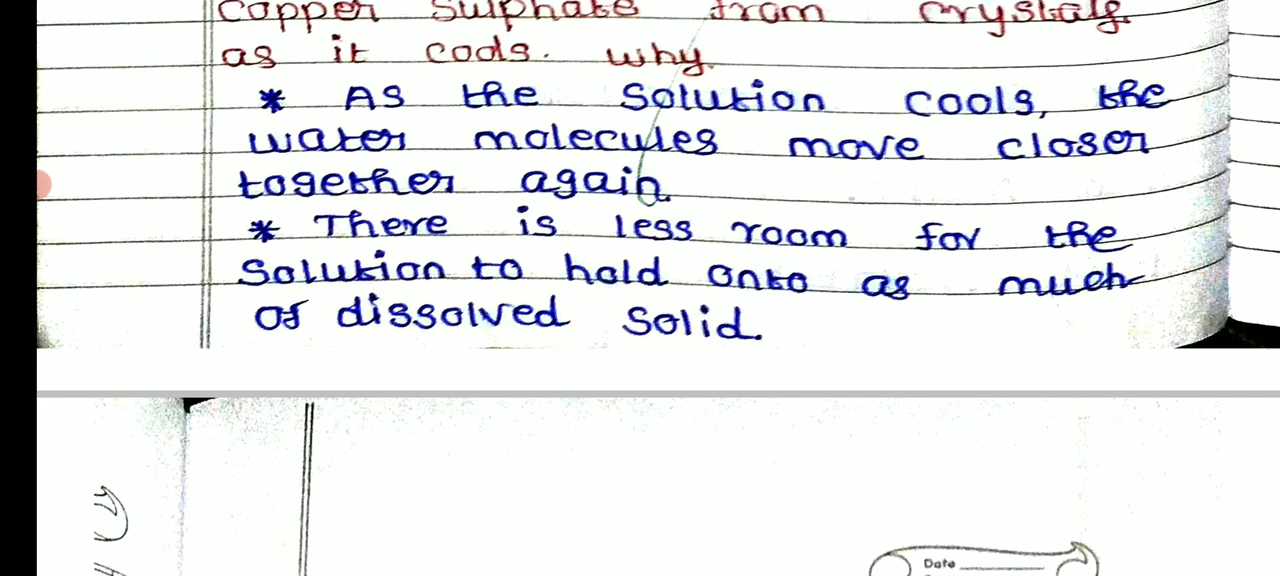 Copper Sulphate from crystals
as it cools. why.
* As the Solution cools, the
water molecules move closer
together again.
* There is less room for the
Solution to hold onto as much
of dissolved Solid.
Date